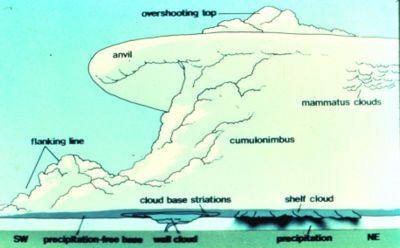 overshooting top
anvil
mammatus clouds
flanking line
cumulonimbus
cloud base striations
shelf cloud
SW
precipitation-free base
wall cloud
precipitation
NE